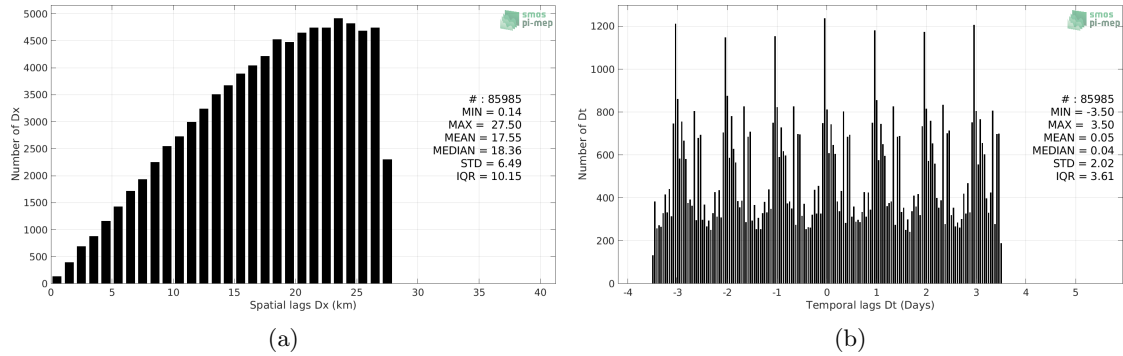 smos
pi-mep
5000
4500
4000
3500
3000
2500
2000
1500
1000
500
0
Number of Dx
# : 85985
MIN = 0.14
MAX = 27.50
MEAN = 17.55
MEDIAN = 18.36
STD = 6.49
IQR = 10.15
0 5 10 15 20 25 30 35 40
Spatial lags Dx (km)
(a)
smos
pi-mep
1200
1000
800
600
400
200
0
Number of Dt
# : 85985
MIN = -3.50
MAX = 3.50
MEAN = 0.05
MEDIAN = 0.04
STD = 2.02
IQR = 3.61
-4 -3 -2 -1 0 1 2 3 4 5
Temporal lags Dt (Days)
(b)